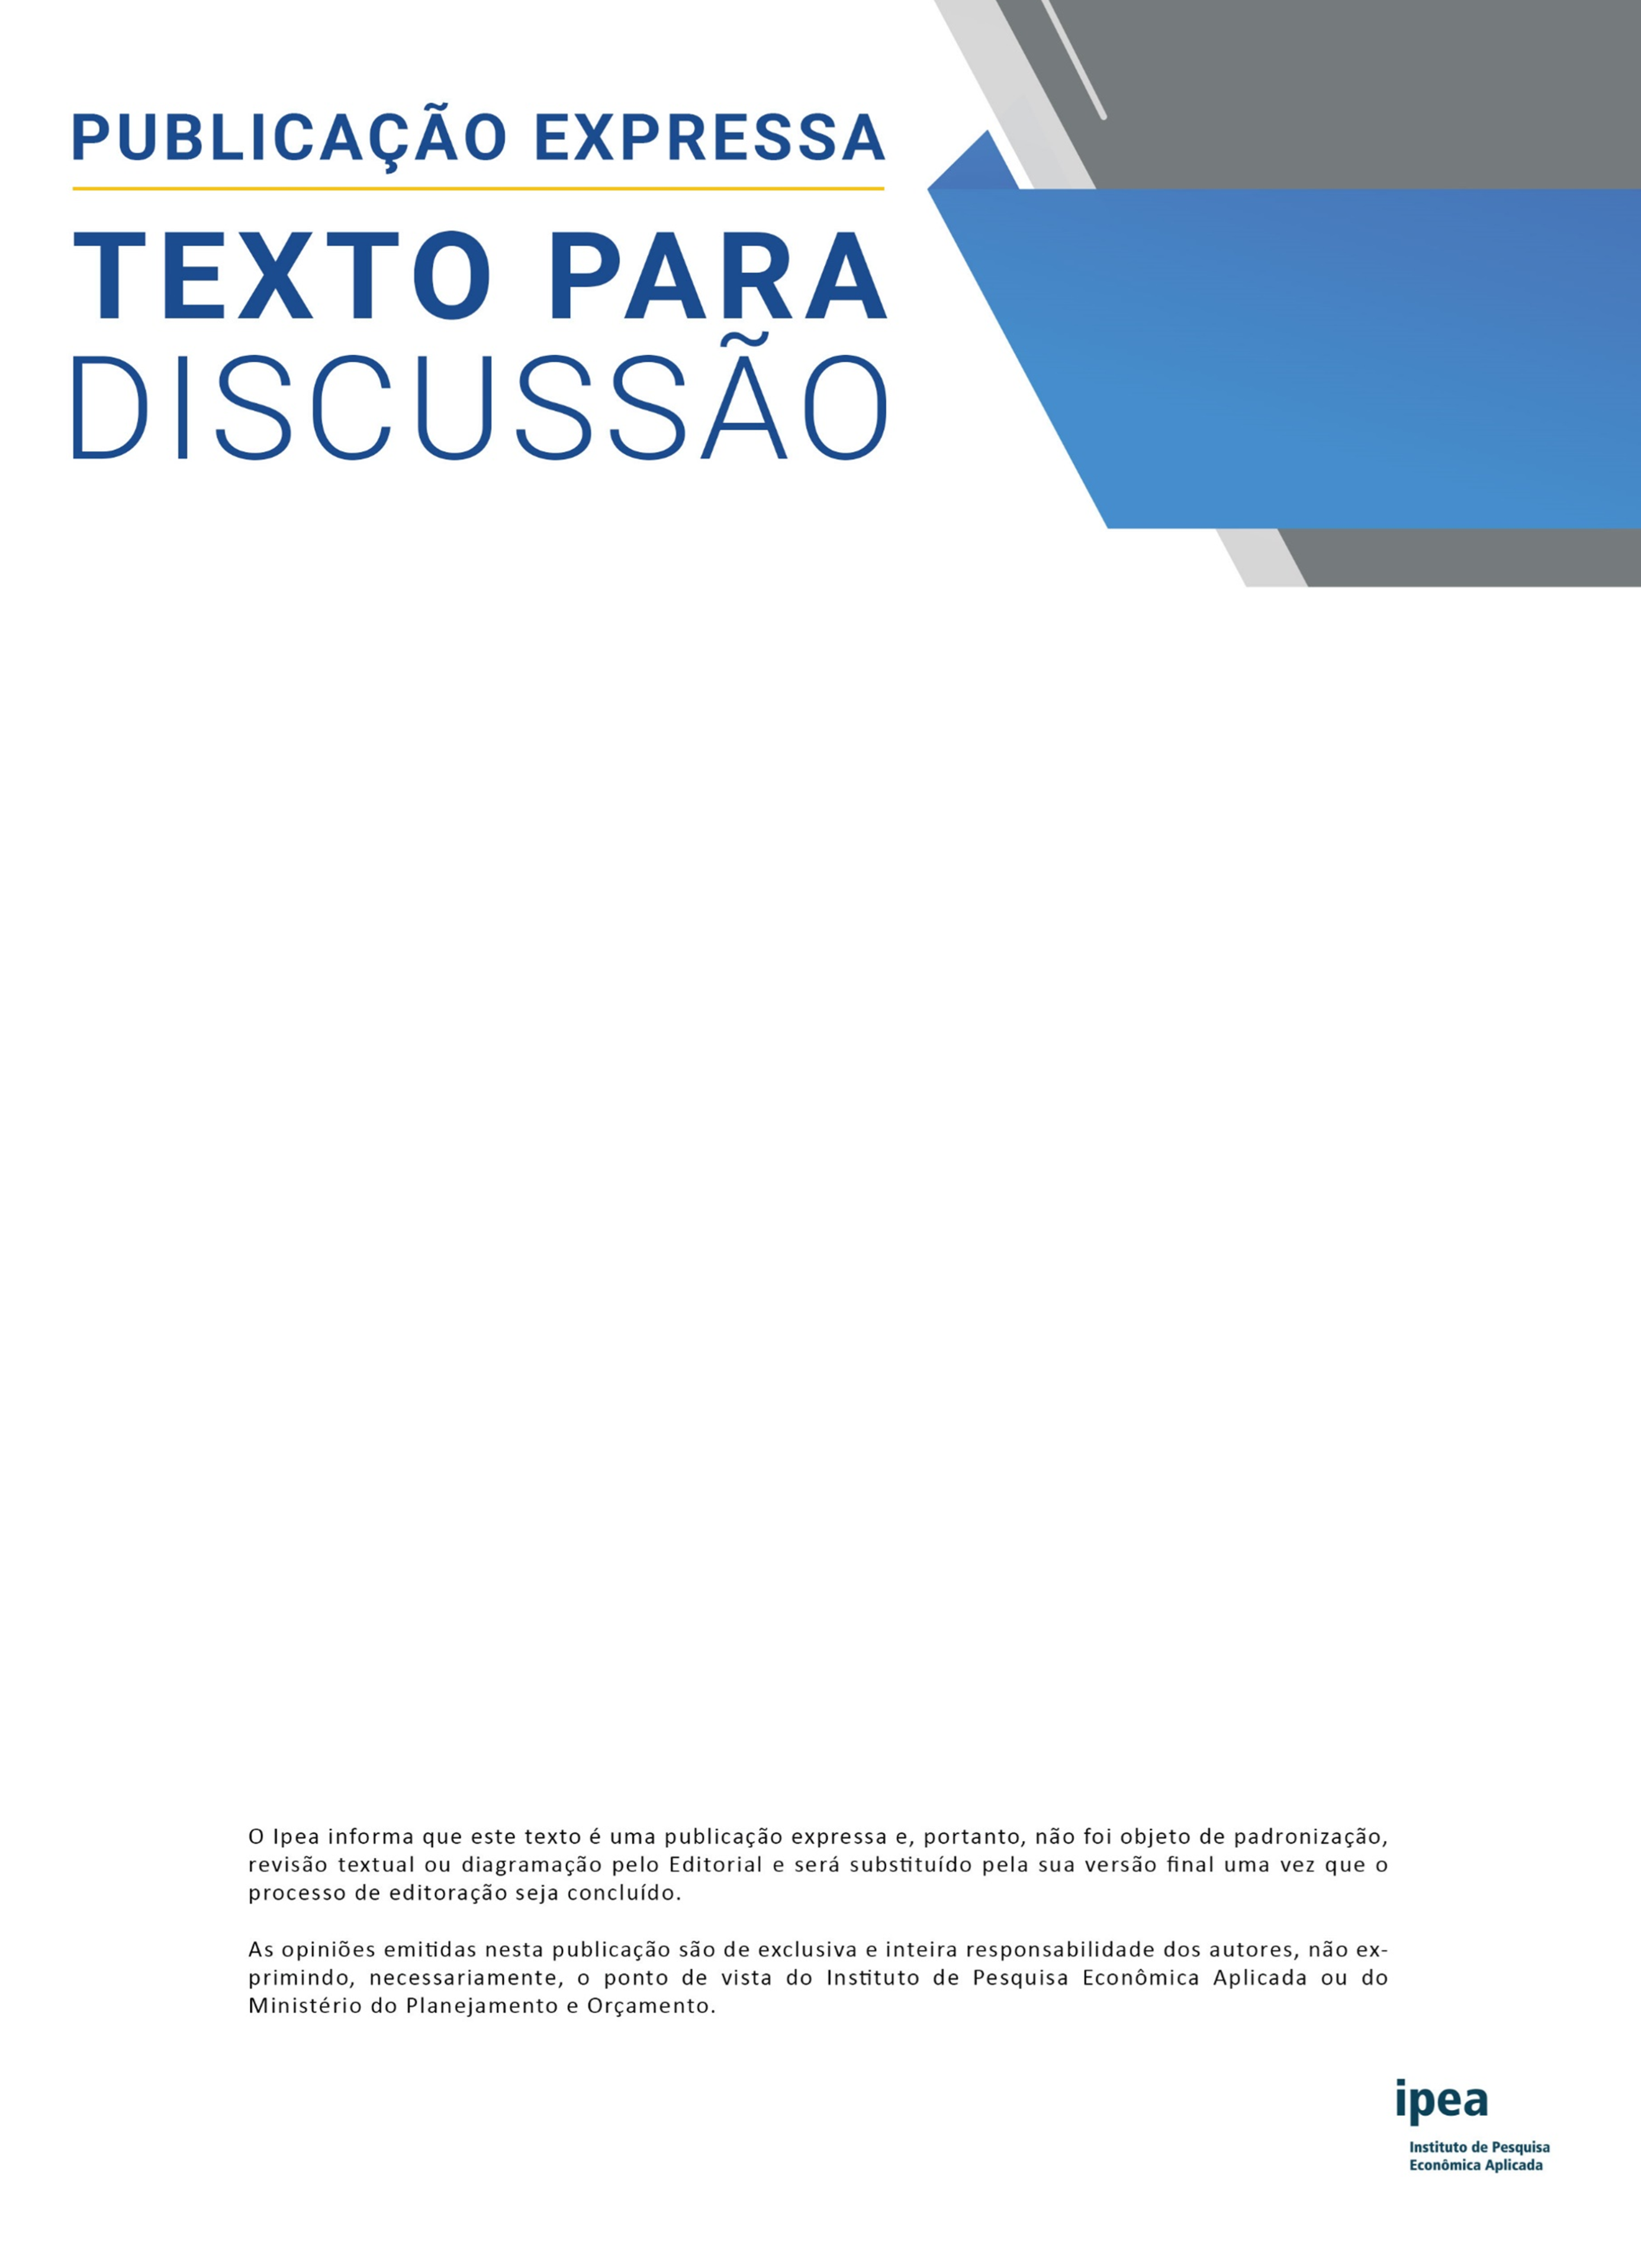 PUBLICAÇÃO EXPRESSA
TEXTO PARA
DISCUSSÃO
O Ipea informa que este texto é uma publicação expressa e, portanto, não foi objeto de padronização,
revisão textual ou diagramação pelo Editorial e será substituído pela sua versão final uma vez que o
processo de editoração seja concluído.
As opiniões emitidas nesta publicação são de exclusiva e inteira responsabilidade dos autores, não ex-
primindo, necessariamente, o ponto de vista do Instituto de Pesquisa Econômica Aplicada ou do
Ministério do Planejamento e Orçamento.
ipea
Instituto de Pesquisa
Econômica Aplicada